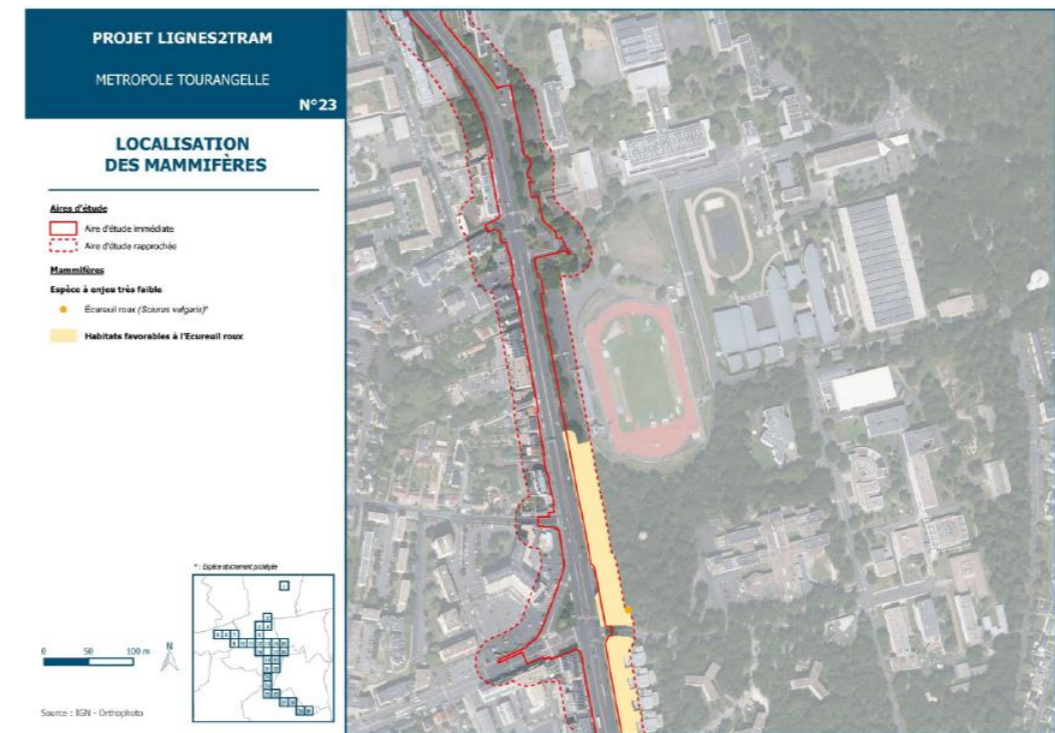 PROJET LIGNES2TRAM
METROPOLE TOURANGELLE
N°23
LOCALISATION
DES MAMMIFÈRES
Aires d'étude
Aire d'étude immédiate
Aire d'étude rapprochée
Mammifères
Espèce à enjeu très faible
Écureuil roux (Sciurus vulgaris)*
Habitats favorables à l'Ecureuil roux
* : Espèce strictement protégée
0 50 100 m
N
Source : IGN - Orthophoto